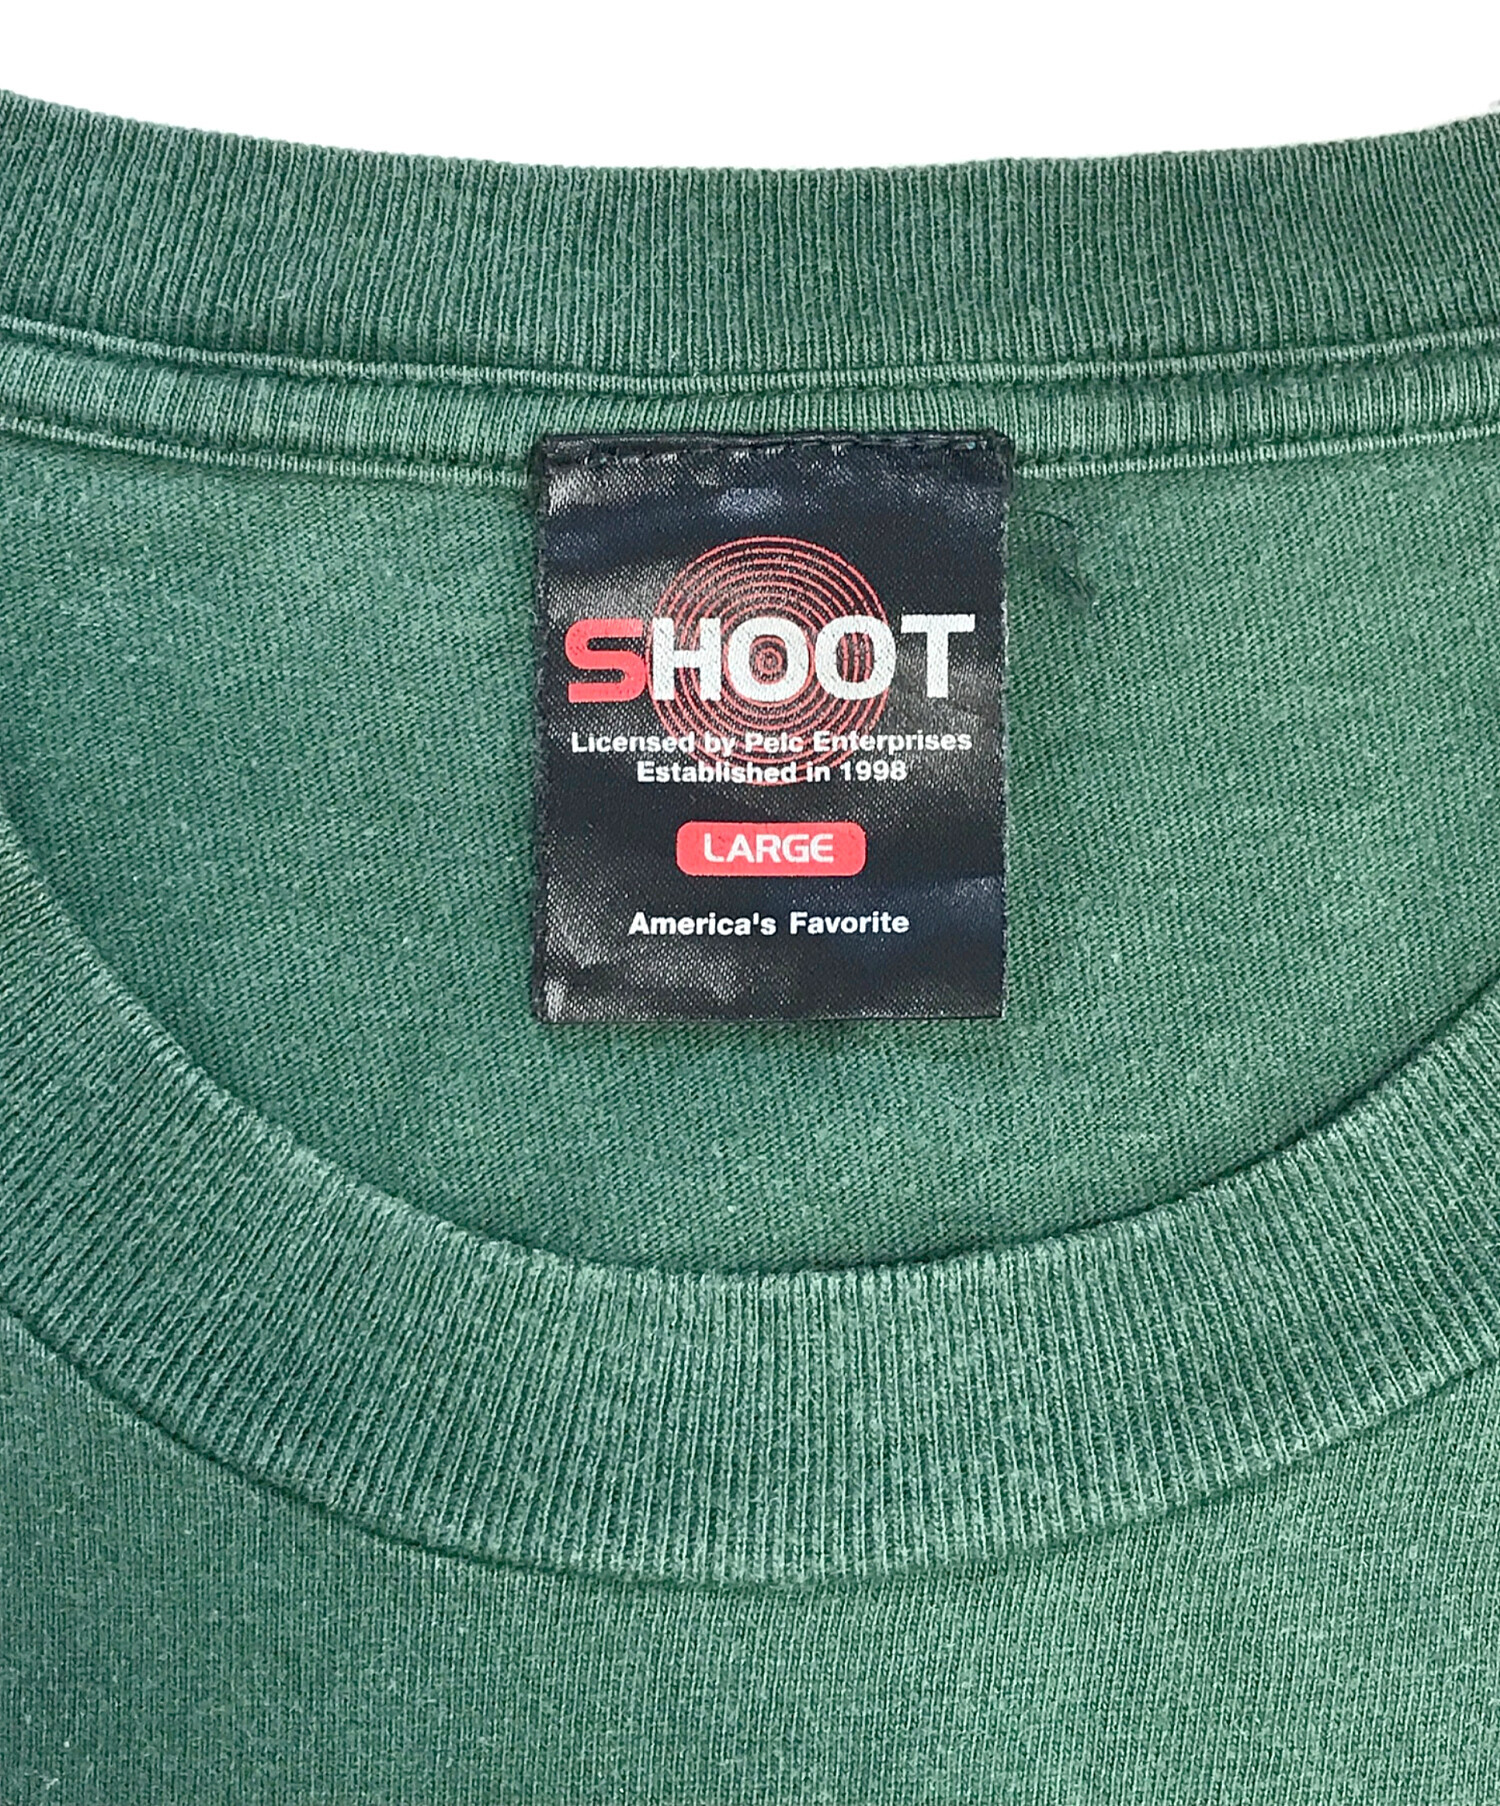 SHOOT
Licensed by Pelc Enterprises
Established in 1998
LARGE
America's Favorite